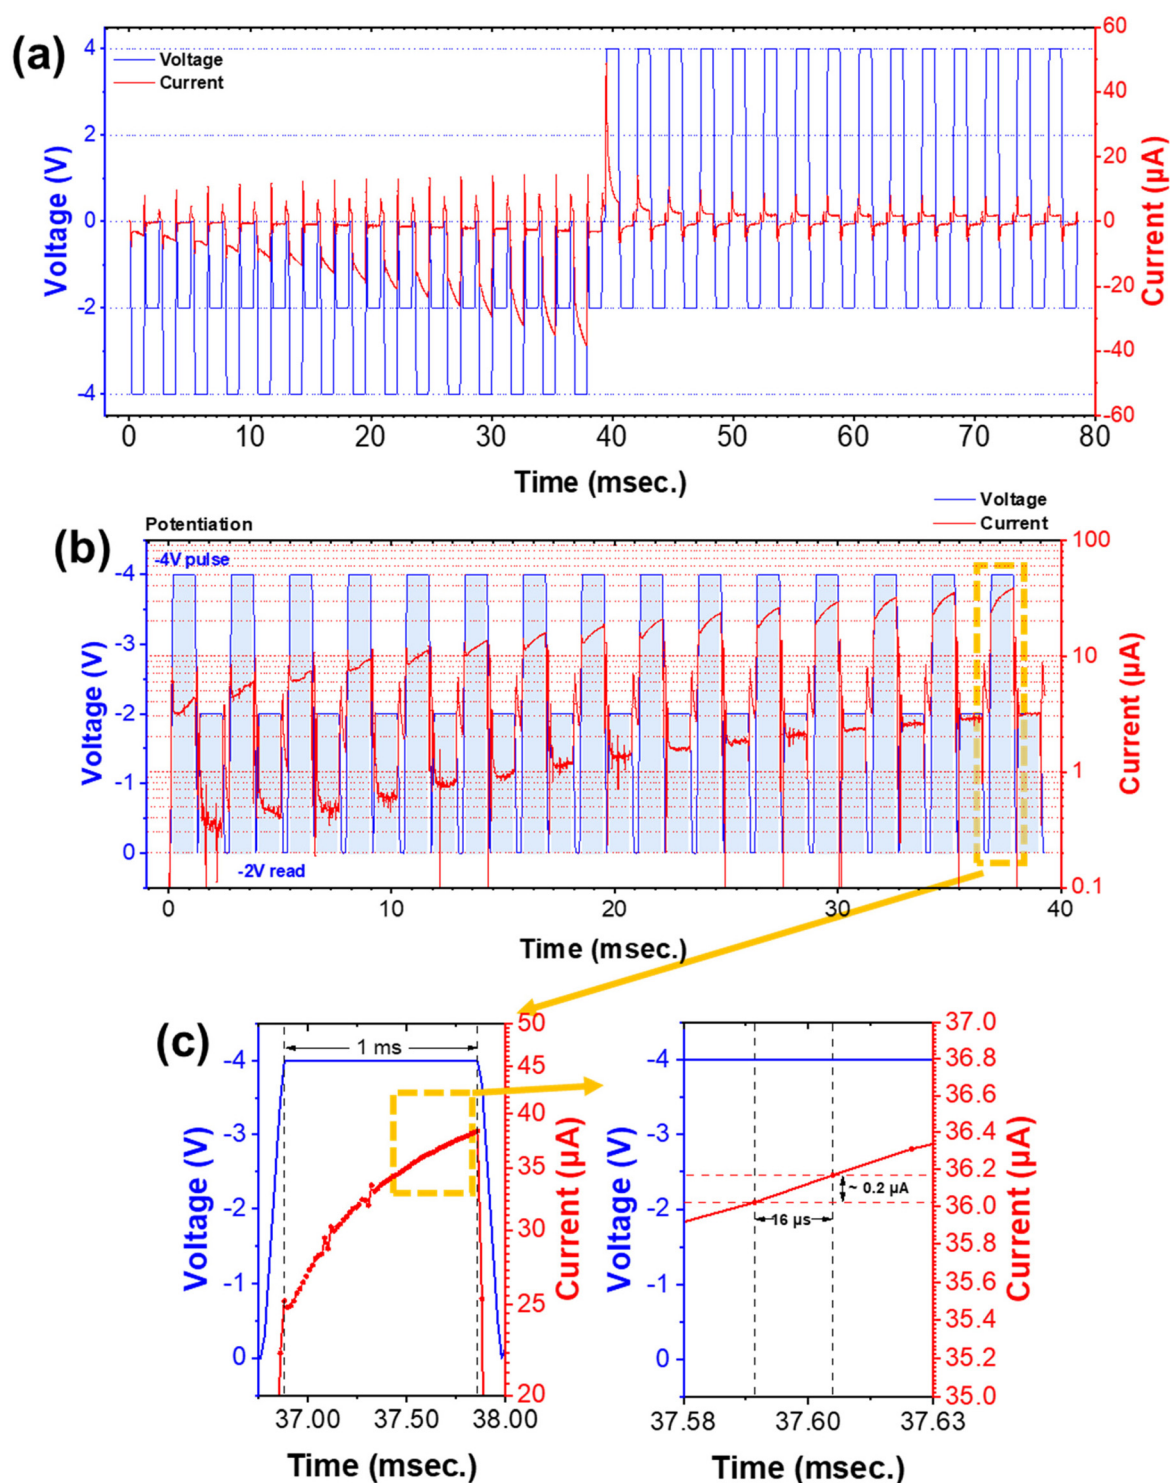 (a)
Voltage
Current
4
2
0
-2
-4
Voltage (V)
60
40
20
0
-20
-40
-60
Current (µA)
0 10 20 30 40 50 60 70 80
Time (msec.)
Voltage
Current
(b)
Potentiation
-4V pulse
-2V read
-4
-3
-2
-1
0
Voltage (V)
100
10
1
0.1
Current (µA)
0 10 20 30 40
Time (msec.)
(c)
1 ms
-4
-3
-2
-1
0
Voltage (V)
50
45
40
35
30
25
20
Current (µA)
37.00 37.50 38.00
Time (msec.)
-4
-3
-2
-1
0
Voltage (V)
~ 0.2 µA
16 µs
37.0
36.8
36.6
36.4
36.2
36.0
35.8
35.6
35.4
35.2
35.0
Current (µA)
37.58 37.60 37.63
Time (msec.)